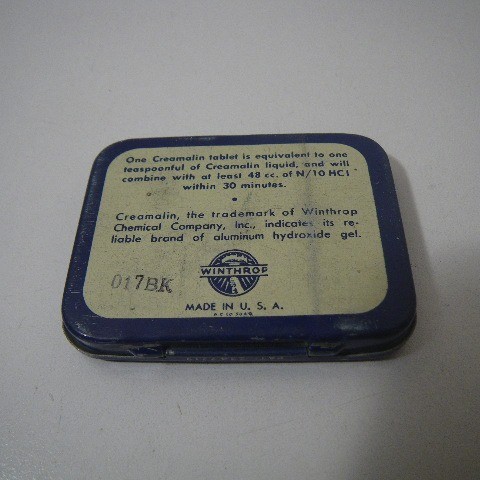 One Creamalin tablet is equivalent to one
teaspoonful of Creamalin liquid, and will
combine with at least 48 cc. of N/10 HCl
within 30 minutes.
•
Creamalin, the trademark of Winthrop
Chemical Company, Inc., indicates its re-
liable brand of aluminum hydroxide gel.
WINTHROP
017BK
MADE IN U. S. A.